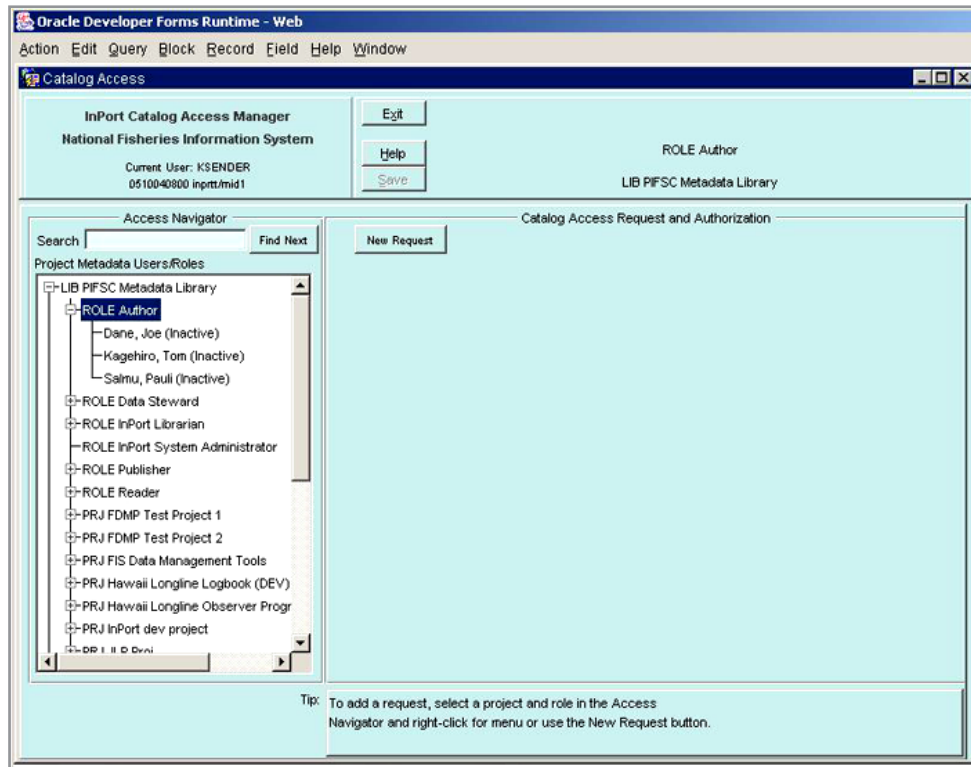 Oracle Developer Forms Runtime - Web
Action Edit Query Block Record Field Help Window
Catalog Access
InPort Catalog Access Manager
National Fisheries Information System
Current User: KSENDER
0510040800 inprtt/mid1
Exit
Help
Save
ROLE Author
LIB PIFSC Metadata Library
Access Navigator
Search
Find Next
Project Metadata Users/Roles
LIB PIFSC Metadata Library
ROLE Author
Dane, Joe (Inactive)
Kagehiro, Tom (Inactive)
Salmu, Pauli (Inactive)
ROLE Data Steward
ROLE InPort Librarian
ROLE InPort System Administrator
ROLE Publisher
ROLE Reader
PRJ FDMP Test Project 1
PRJ FDMP Test Project 2
PRJ FIS Data Management Tools
PRJ Hawaii Longline Logbook (DEV)
PRJ Hawaii Longline Observer Progr
PRJ InPort dev project
Catalog Access Request and Authorization
New Request
Tip:
To add a request, select a project and role in the Access
Navigator and right-click for menu or use the New Request button.